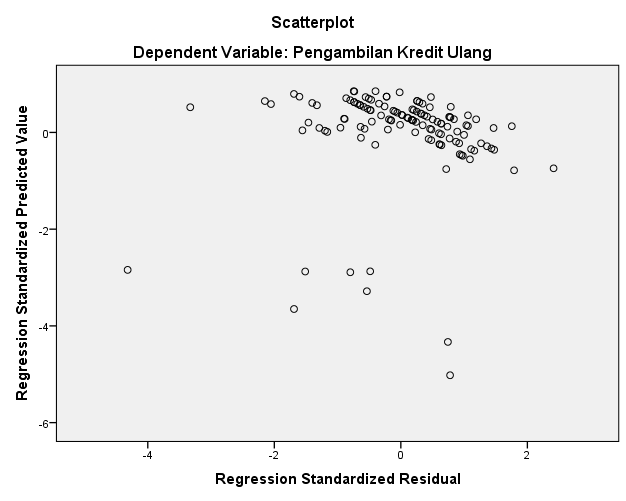 Scatterplot
Dependent Variable: Pengambilan Kredit Ulang
Regression Standardized Predicted Value
0
-2
-4
-6
-4
-2
0
2
Regression Standardized Residual